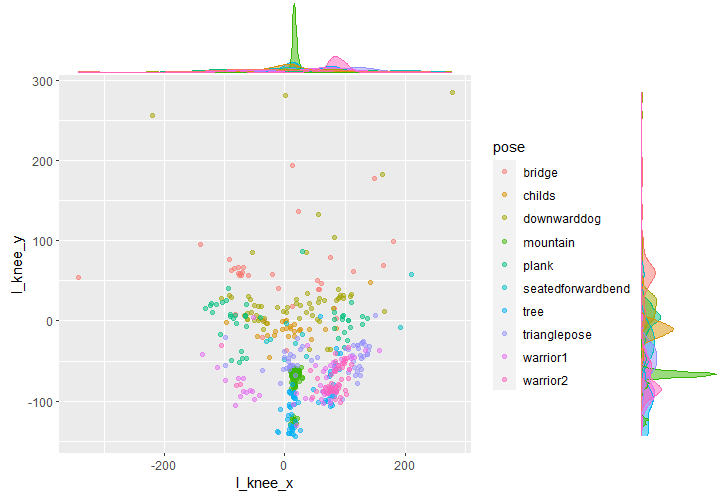 300
200
100
0
-100
l_knee_y
-200
0
200
l_knee_x
pose
bridge
childs
downwarddog
mountain
plank
seatedforwardbend
tree
trianglepose
warrior1
warrior2